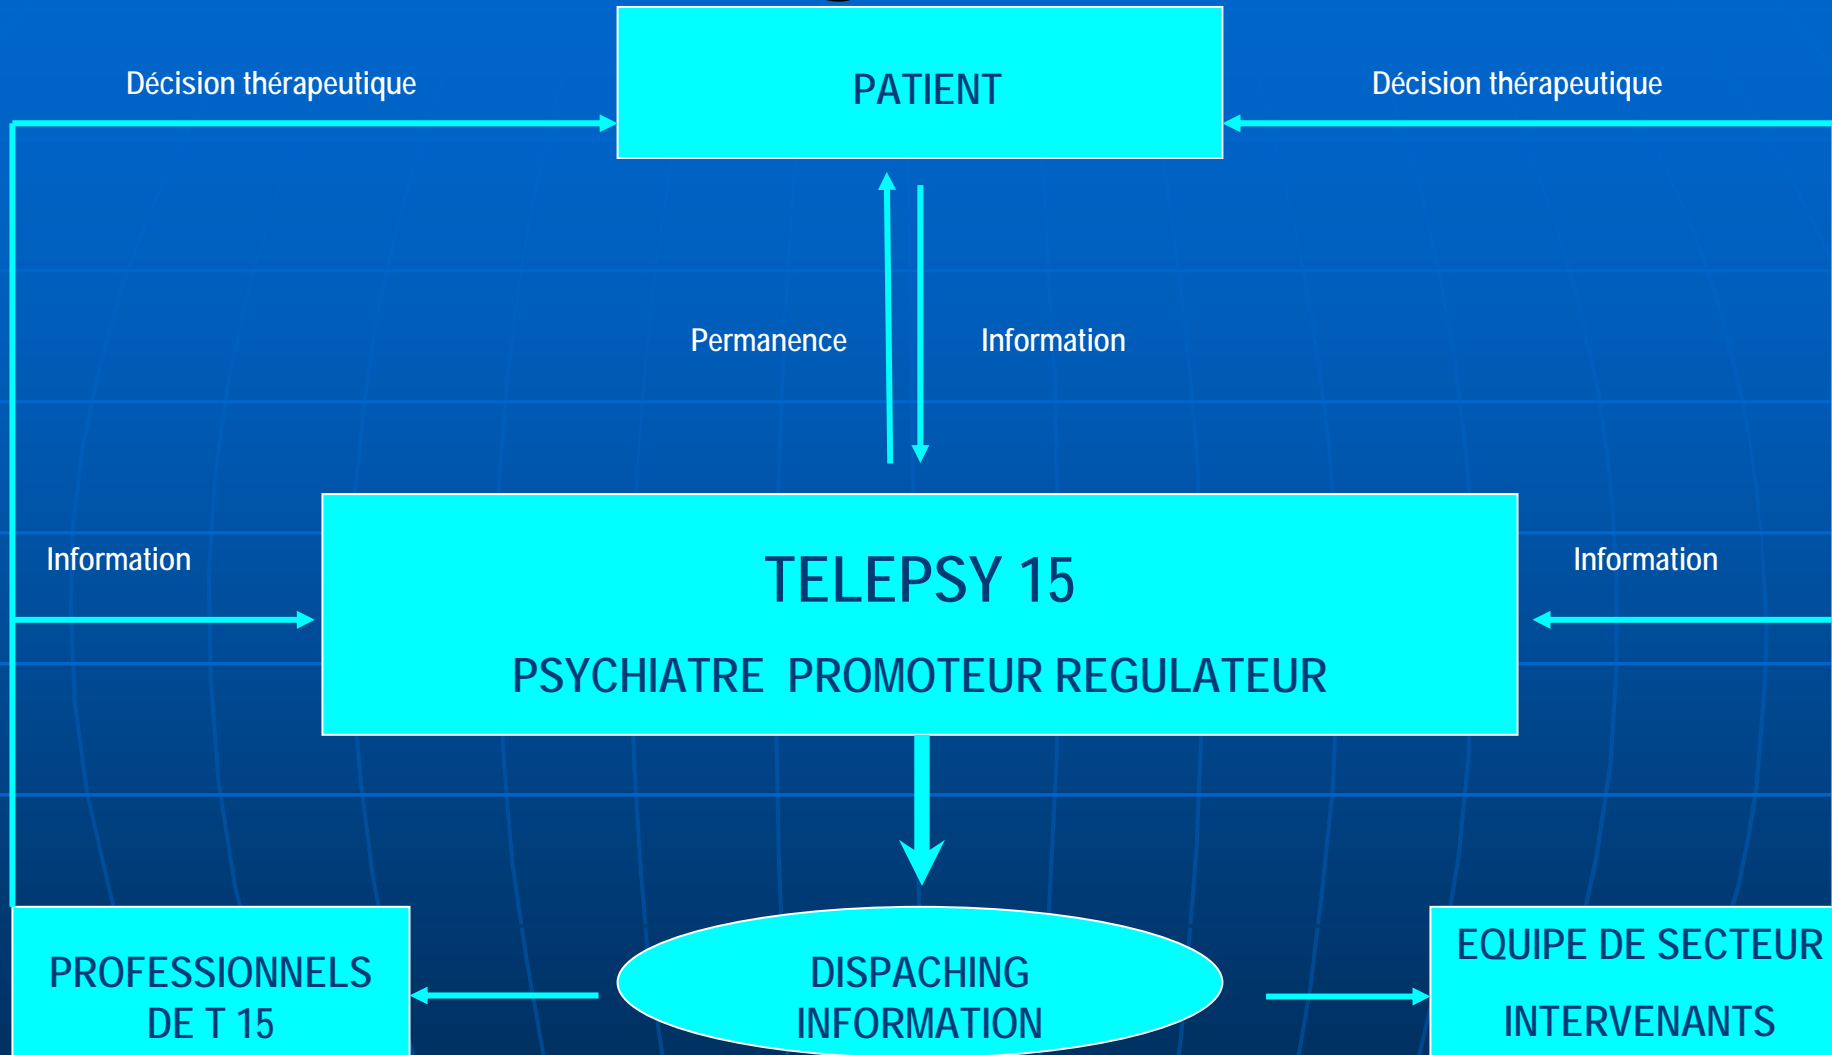 PATIENT
Décision thérapeutique
Décision thérapeutique
Permanence
Information
Information
Information
TELEPSY 15
PSYCHIATRE PROMOTEUR REGULATEUR
PROFESSIONNELS
DE T 15
DISPACHING
INFORMATION
EQUIPE DE SECTEUR
INTERVENANTS